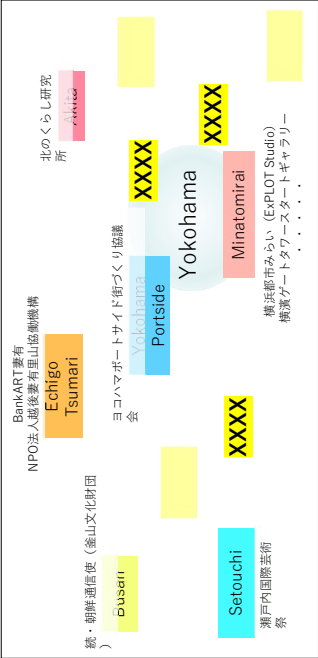 BankART妻有
NPO法人越後妻有里山協働機構
Echigo
Tsumari
北のくらし研究
所
Akita
続・朝鮮通信使（釜山文化財団
）
Busan
ヨコハマポートサイド街づくり協議
会
Yokohama
Portside
XXXX
XXXX
Yokohama
Minatomirai
横浜都市みらい（ExPLOT Studio）
横濱ゲートタワースタートギャラリー
・・・・・
XXXX
Setouchi
瀬戸内国際芸術
祭